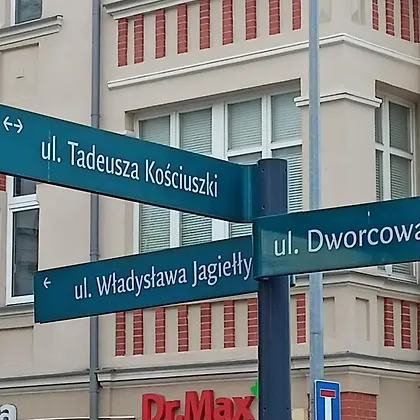 ul. Tadeusza Kościuszki
ul. Władysława Jagiełły
ul. Dworcowa
Dr.Max